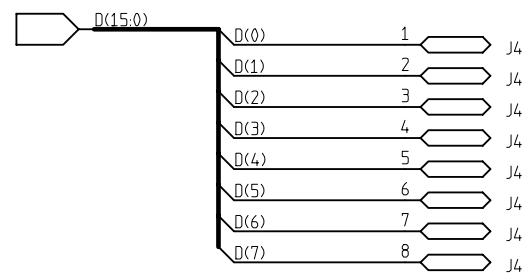 D(15:0)
D(0) 1 J4
D(1) 2 J4
D(2) 3 J4
D(3) 4 J4
D(4) 5 J4
D(5) 6 J4
D(6) 7 J4
D(7) 8 J4